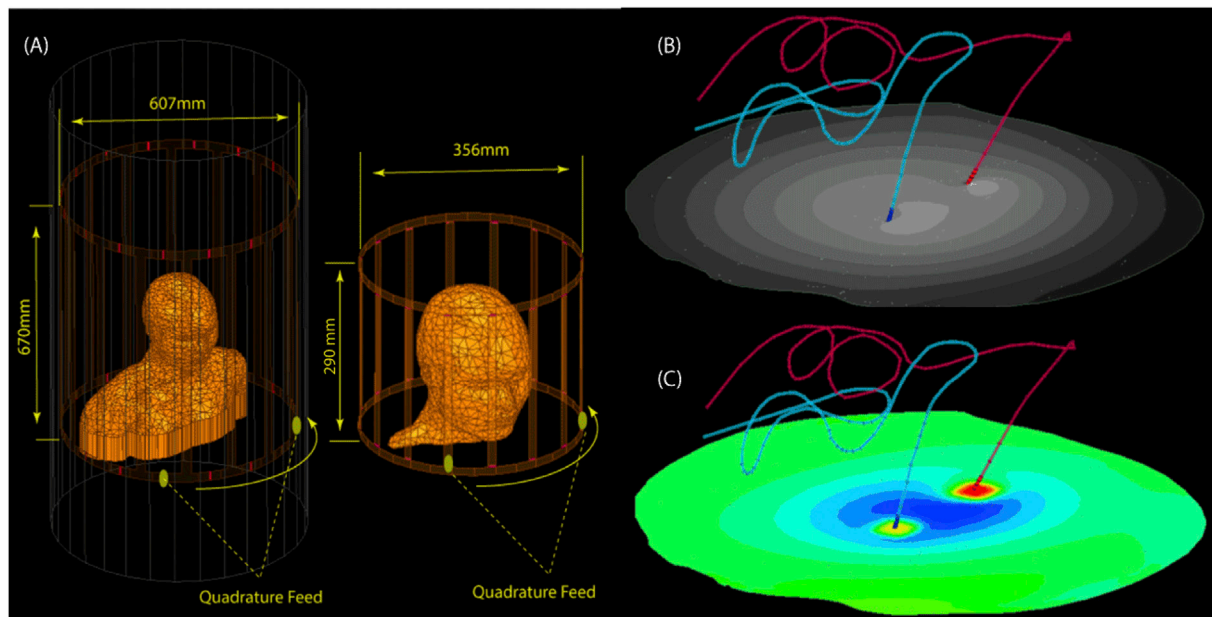 (A)
607mm
670mm
356mm
290 mm
Quadrature Feed
Quadrature Feed
(B)
(C)